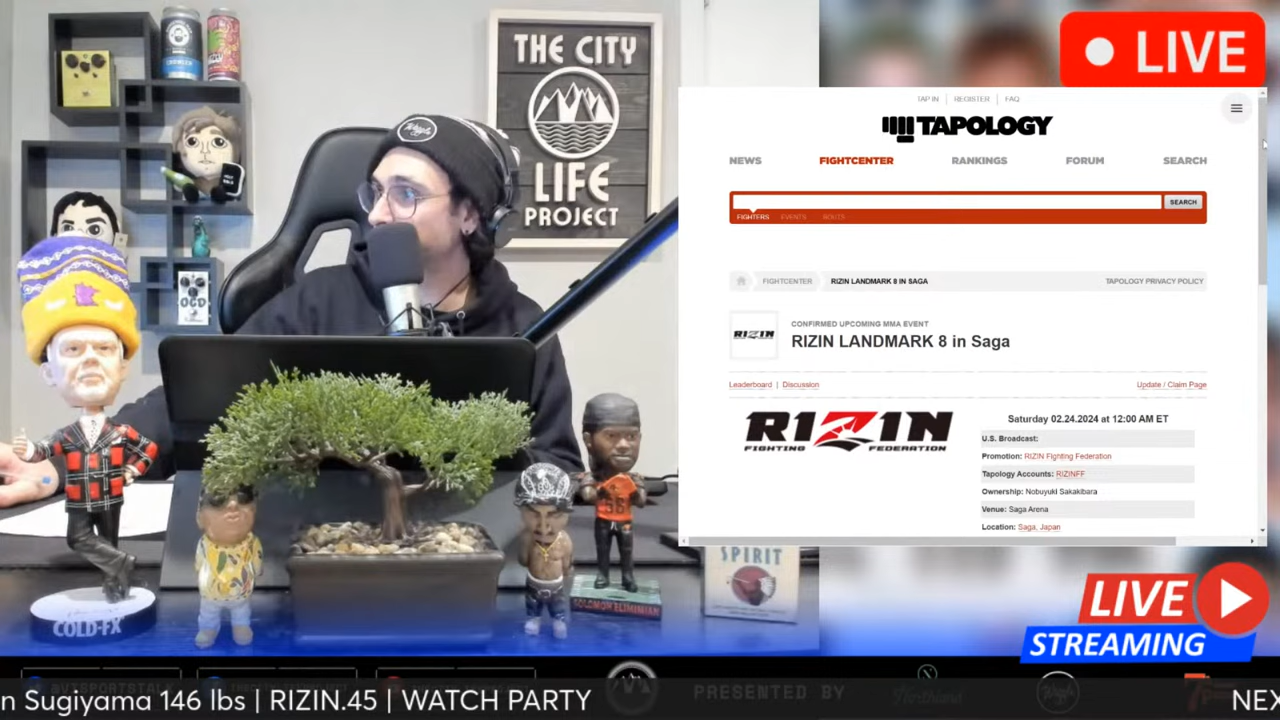 THE CITY
LIFE
PROJECT
LIVE
TAP IN | REGISTER | FAQ
TAPOLOGY
NEWS FIGHTCENTER RANKINGS FORUM SEARCH
SEARCH
FIGHTERS EVENTS BOUTS
FIGHTCENTER RIZIN LANDMARK 8 IN SAGA TAPOLOGY PRIVACY POLICY
RIZIN
CONFIRMED UPCOMING MMA EVENT
RIZIN LANDMARK 8 in Saga
Leaderboard | Discussion
Update / Claim Page
RIZIN
FIGHTING FEDERATION
Saturday 02.24.2024 at 12:00 AM ET
U.S. Broadcast:
Promotion: RIZIN Fighting Federation
Tapology Accounts: RIZINFF
Ownership: Nobuyuki Sakakibara
Venue: Saga Arena
Location: Saga, Japan
OCD
COLD-FX
SOLOMON ELIMIMIAN
SPIRIT
LIVE
STREAMING
PRESENTED BY
n Sugiyama 146 lbs | RIZIN.45 | WATCH PARTY
NEX